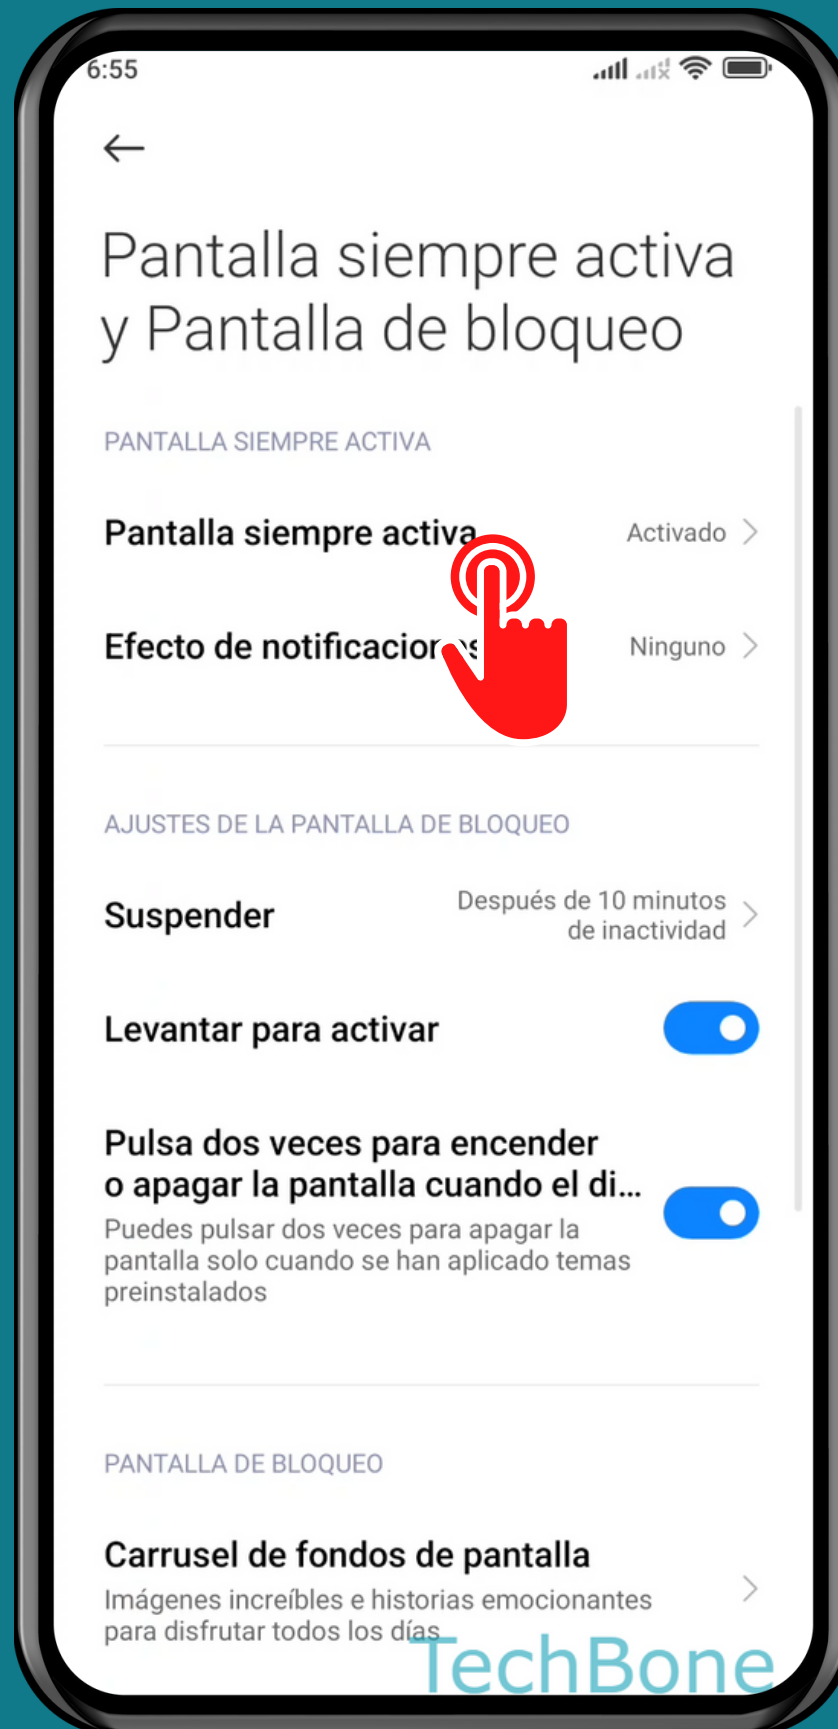 6:55
Pantalla siempre activa
y Pantalla de bloqueo
PANTALLA SIEMPRE ACTIVA
Pantalla siempre activa
Activado
Efecto de notificaciones
Ninguno
AJUSTES DE LA PANTALLA DE BLOQUEO
Suspender
Después de 10 minutos
de inactividad
Levantar para activar
Pulsa dos veces para encender
o apagar la pantalla cuando el di...
Puedes pulsar dos veces para apagar la
pantalla solo cuando se han aplicado temas
preinstalados
PANTALLA DE BLOQUEO
Carrusel de fondos de pantalla
Imágenes increíbles e historias emocionantes
para disfrutar todos los días
TechBone